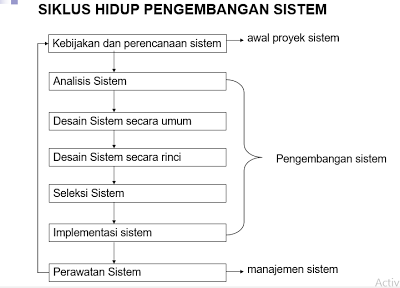 SIKLUS HIDUP PENGEMBANGAN SISTEM
Kebijakan dan perencanaan sistem
awal proyek sistem
Analisis Sistem
Desain Sistem secara umum
Desain Sistem secara rinci
Pengembangan sistem
Seleksi Sistem
Implementasi sistem
Perawatan Sistem
manajemen sistem
Activ